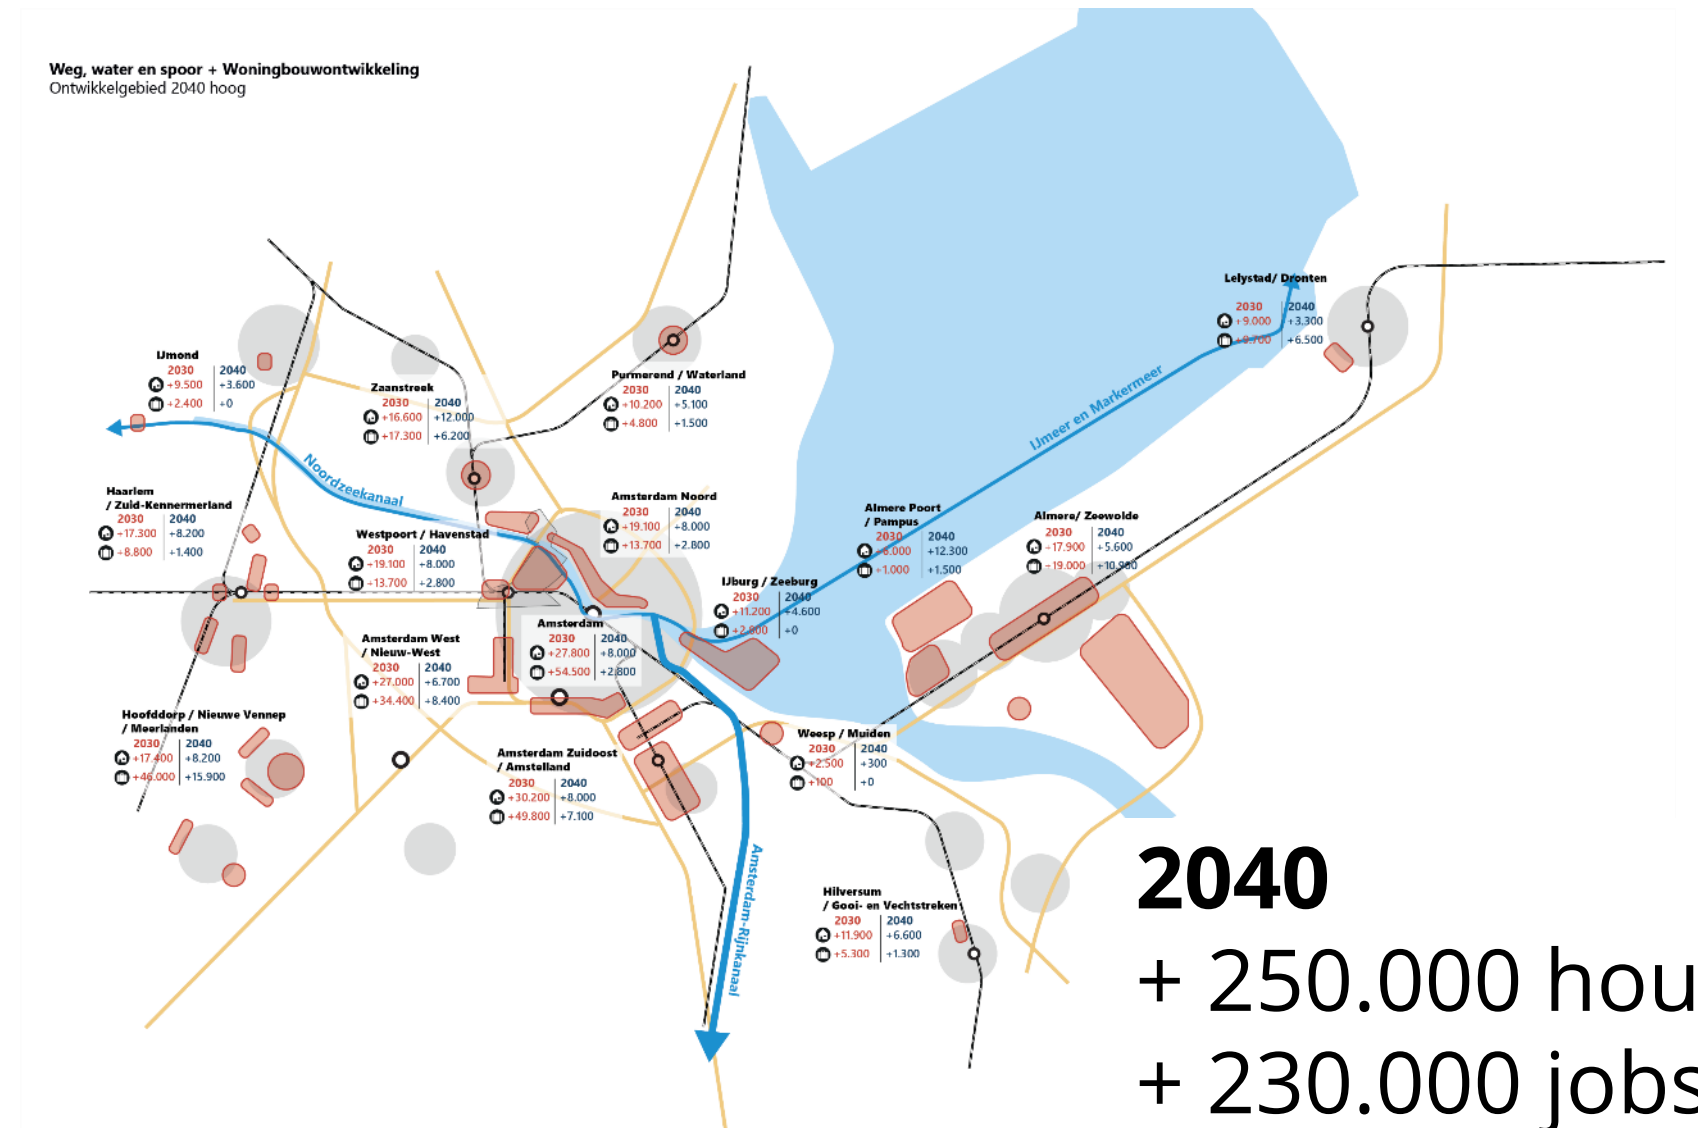 Weg, water en spoor + Woningbouwontwikkeling
Ontwikkelgebied 2040 hoog
Lelystad/ Dronten
2030 2040
+9.000 +3.300
+6.500
IJmond
2030 2040
+9.500 +3.600
+2.400 +0
Zaanstreek
2030 2040
+16.600 +12.000
+17.300 +6.200
Purmerend / Waterland
2030 2040
+10.200 +5.100
+4.800 +1.500
IJmeer en Markermeer
Noordzeekanaal
Haarlem
/ Zuid-Kennermerland
2030 2040
+17.300 +8.200
+8.800 +1.400
Westpoort / Havenstad
2030 2040
+19.100 +8.000
+13.700 +2.800
Amsterdam Noord
2030 2040
+19.100 +8.000
+13.700 +2.800
Almere Poort
/ Pampus
2030 2040
+12.300
+1.000 +1.500
Almere/ Zeewolde
2030 2040
+17.900 +5.600
+19.000 +10.900
IJburg / Zeeburg
2030 2040
+11.200 +4.600
+0
Amsterdam
2030 2040
+27.800 +8.000
+54.500 +2.800
Amsterdam West
/ Nieuw-West
2030 2040
+27.000 +6.700
+34.400 +8.400
Hoofddorp / Nieuwe Vennep
/ Meerlanden
2030 2040
+17.400 +8.200
+46.000 +15.900
Amsterdam Zuidoost
/ Amstelland
2030 2040
+30.200 +8.000
+49.800 +7.100
Weesp / Muiden
2030 2040
+2.500 +300
+100 +0
Amsterdam-Rijnkanaal
Hilversum
/ Gooi- en Vechtstreken
2030 2040
+11.900 +6.600
+5.300 +1.300
2040
+ 250.000 hou
+ 230.000 jobs